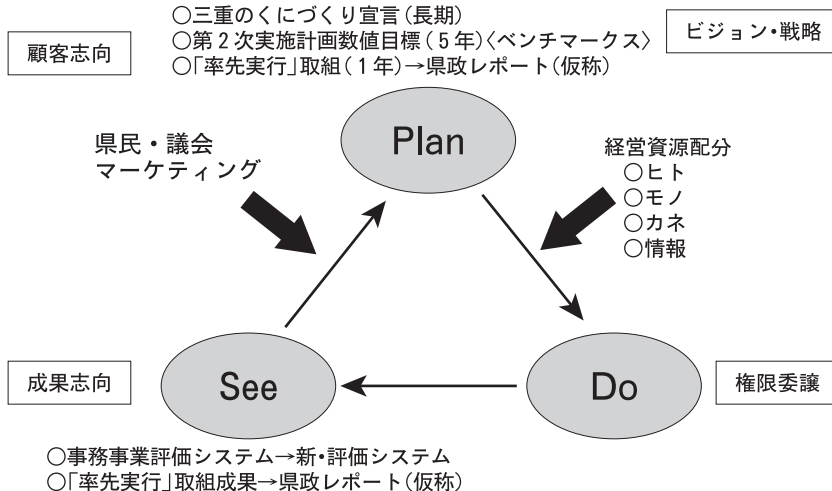 ○三重のくにづくり宣言(長期)
○第2次実施計画数値目標(5年)〈ベンチマークス〉
○「率先実行」取組(1年)→県政レポート(仮称)
ビジョン・戦略
顧客志向
Plan
県民・議会
マーケティング
経営資源配分
○ヒト
○モノ
○カネ
○情報
成果志向
See
Do
権限委譲
○事務事業評価システム→新・評価システム
○「率先実行」取組成果→県政レポート(仮称)